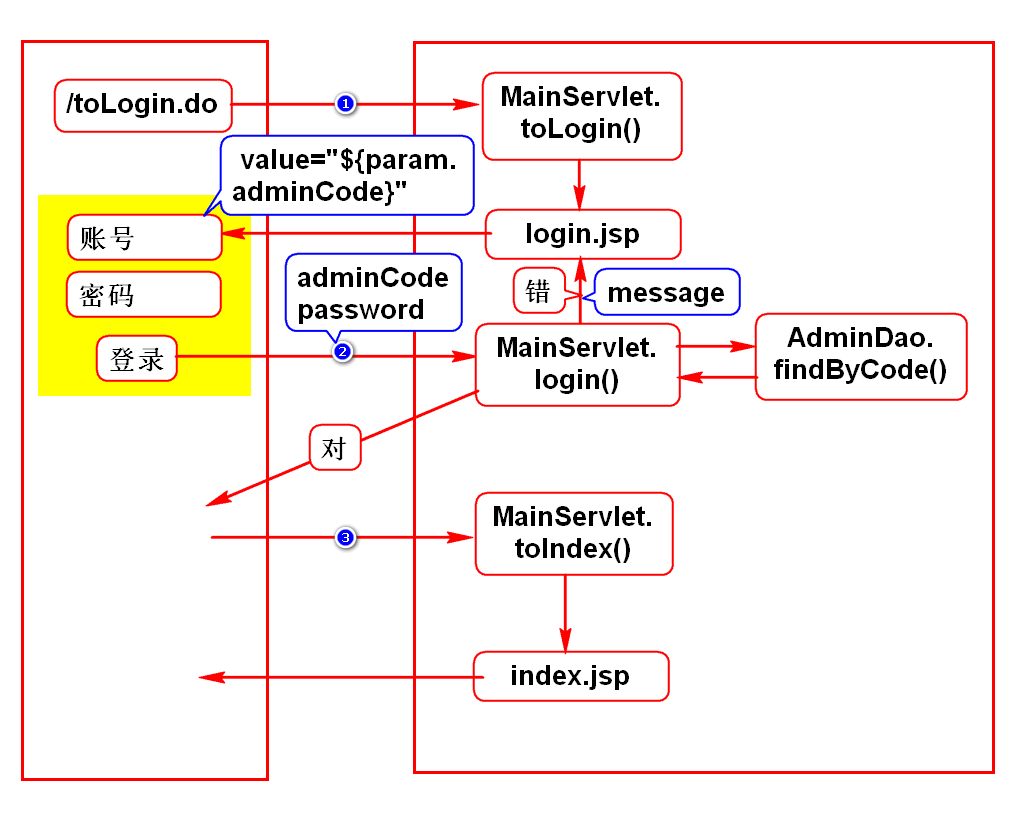 /toLogin.do
1
MainServlet.
toLogin()
value="${param.
adminCode}"
账号
login.jsp
密码
adminCode
password
错
message
登录
2
MainServlet.
login()
AdminDao.
findByCode()
对
3
MainServlet.
toIndex()
index.jsp